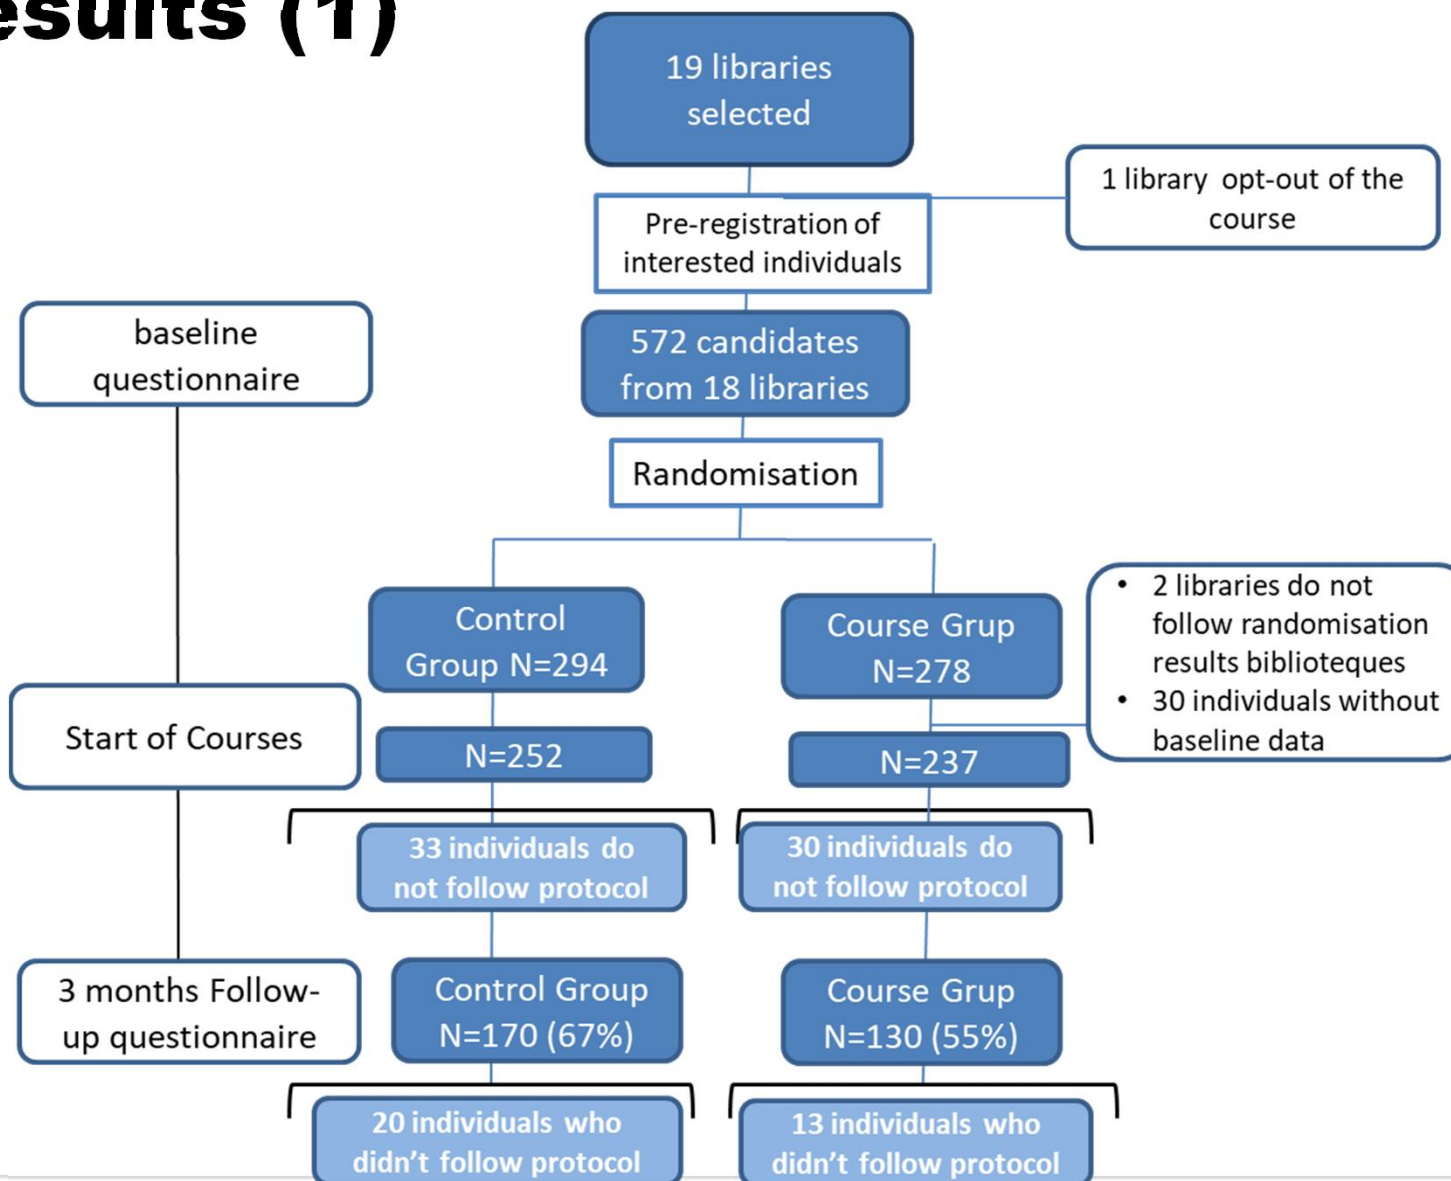 esults (1)
19 libraries
selected
1 library opt-out of the
course
Pre-registration of
interested individuals
baseline
questionnaire
572 candidates
from 18 libraries
Randomisation
Control
Group N=294
Course Grup
N=278
• 2 libraries do not
follow randomisation
results biblioteques
• 30 individuals without
baseline data
Start of Courses
N=252
N=237
33 individuals do
not follow protocol
30 individuals do
not follow protocol
3 months Follow-
up questionnaire
Control Group
N=170 (67%)
Course Grup
N=130 (55%)
20 individuals who
didn’t follow protocol
13 individuals who
didn’t follow protocol